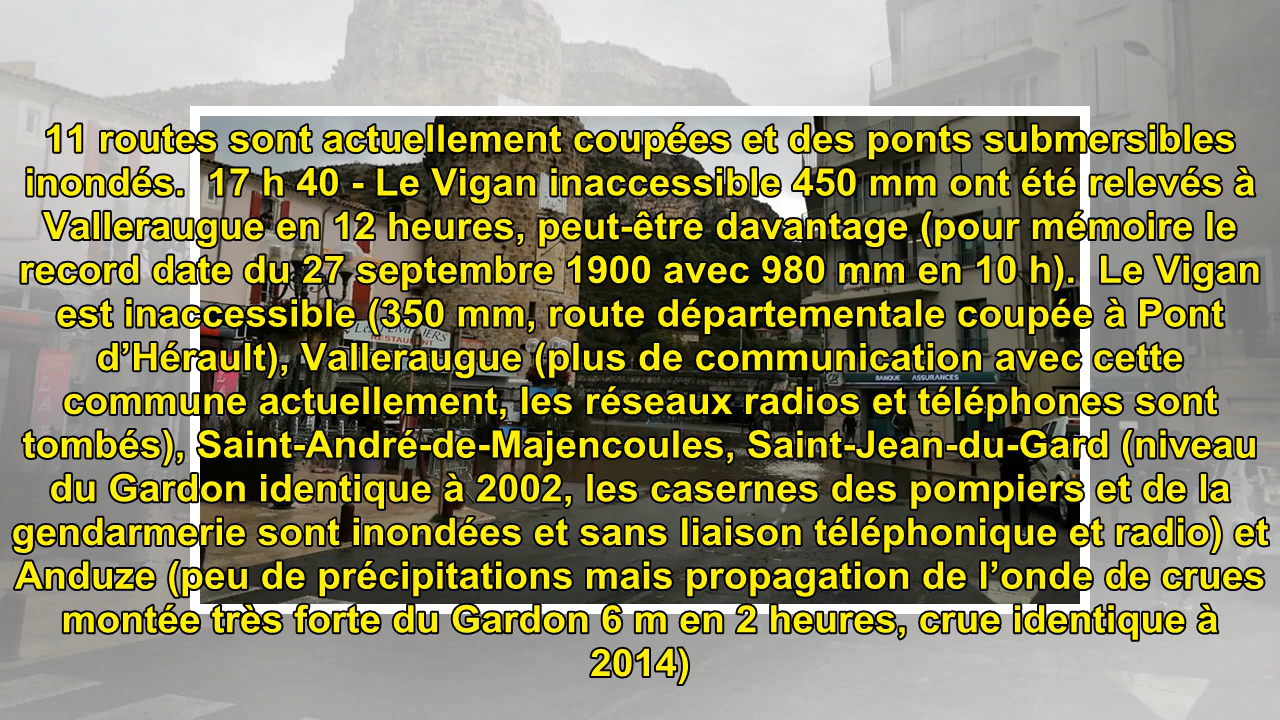 11 routes sont actuellement coupées et des ponts submersibles
inondés.  17 h 40 - Le Vigan inaccessible 450 mm ont été relevés à
Valleraugue en 12 heures, peut-être davantage (pour mémoire le
record date du 27 septembre 1900 avec 980 mm en 10 h).  Le Vigan
est inaccessible (350 mm, route départementale coupée à Pont
d’Hérault), Valleraugue (plus de communication avec cette
commune actuellement, les réseaux radios et téléphones sont
tombés), Saint-André-de-Majencoules, Saint-Jean-du-Gard (niveau
du Gardon identique à 2002, les casernes des pompiers et de la
gendarmerie sont inondées et sans liaison téléphonique et radio) et
Anduze (peu de précipitations mais propagation de l’onde de crues
montée très forte du Gardon 6 m en 2 heures, crue identique à
2014)
RESTAURANT
BANQUE ASSURANCES